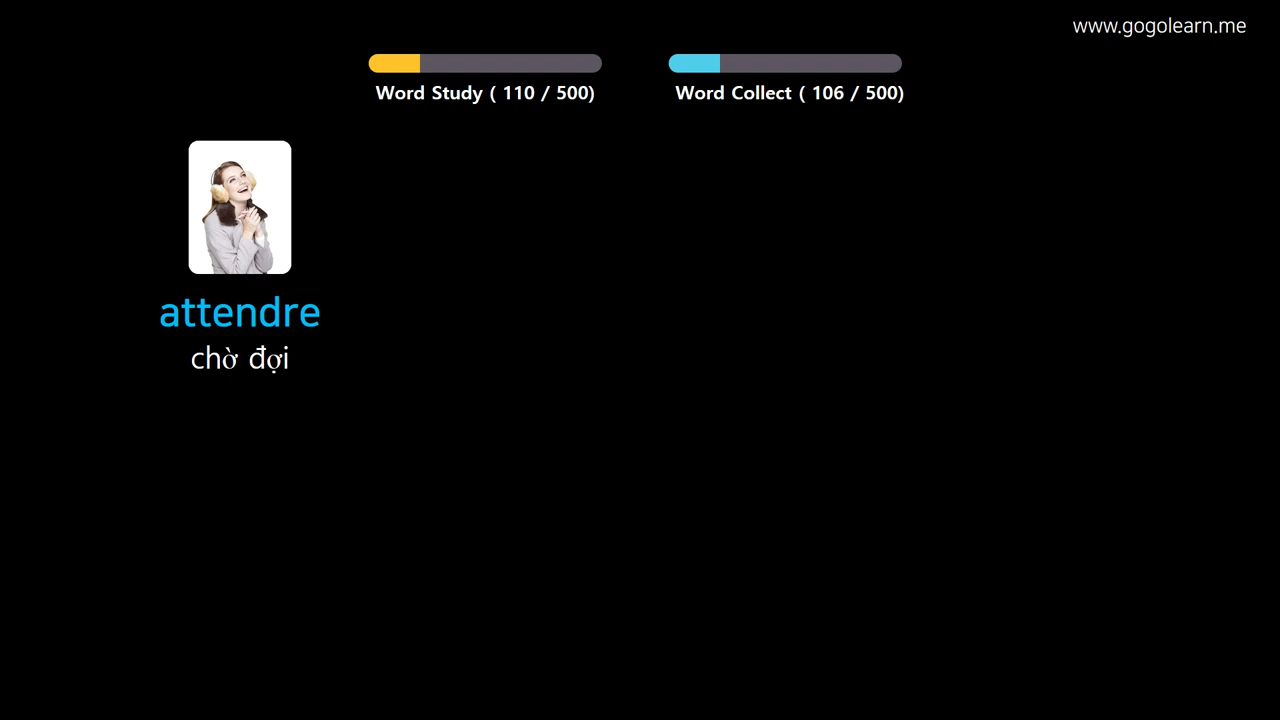 www.gogolearn.me
Word Study ( 110 / 500)
Word Collect ( 106 / 500)
attendre
chờ đợi